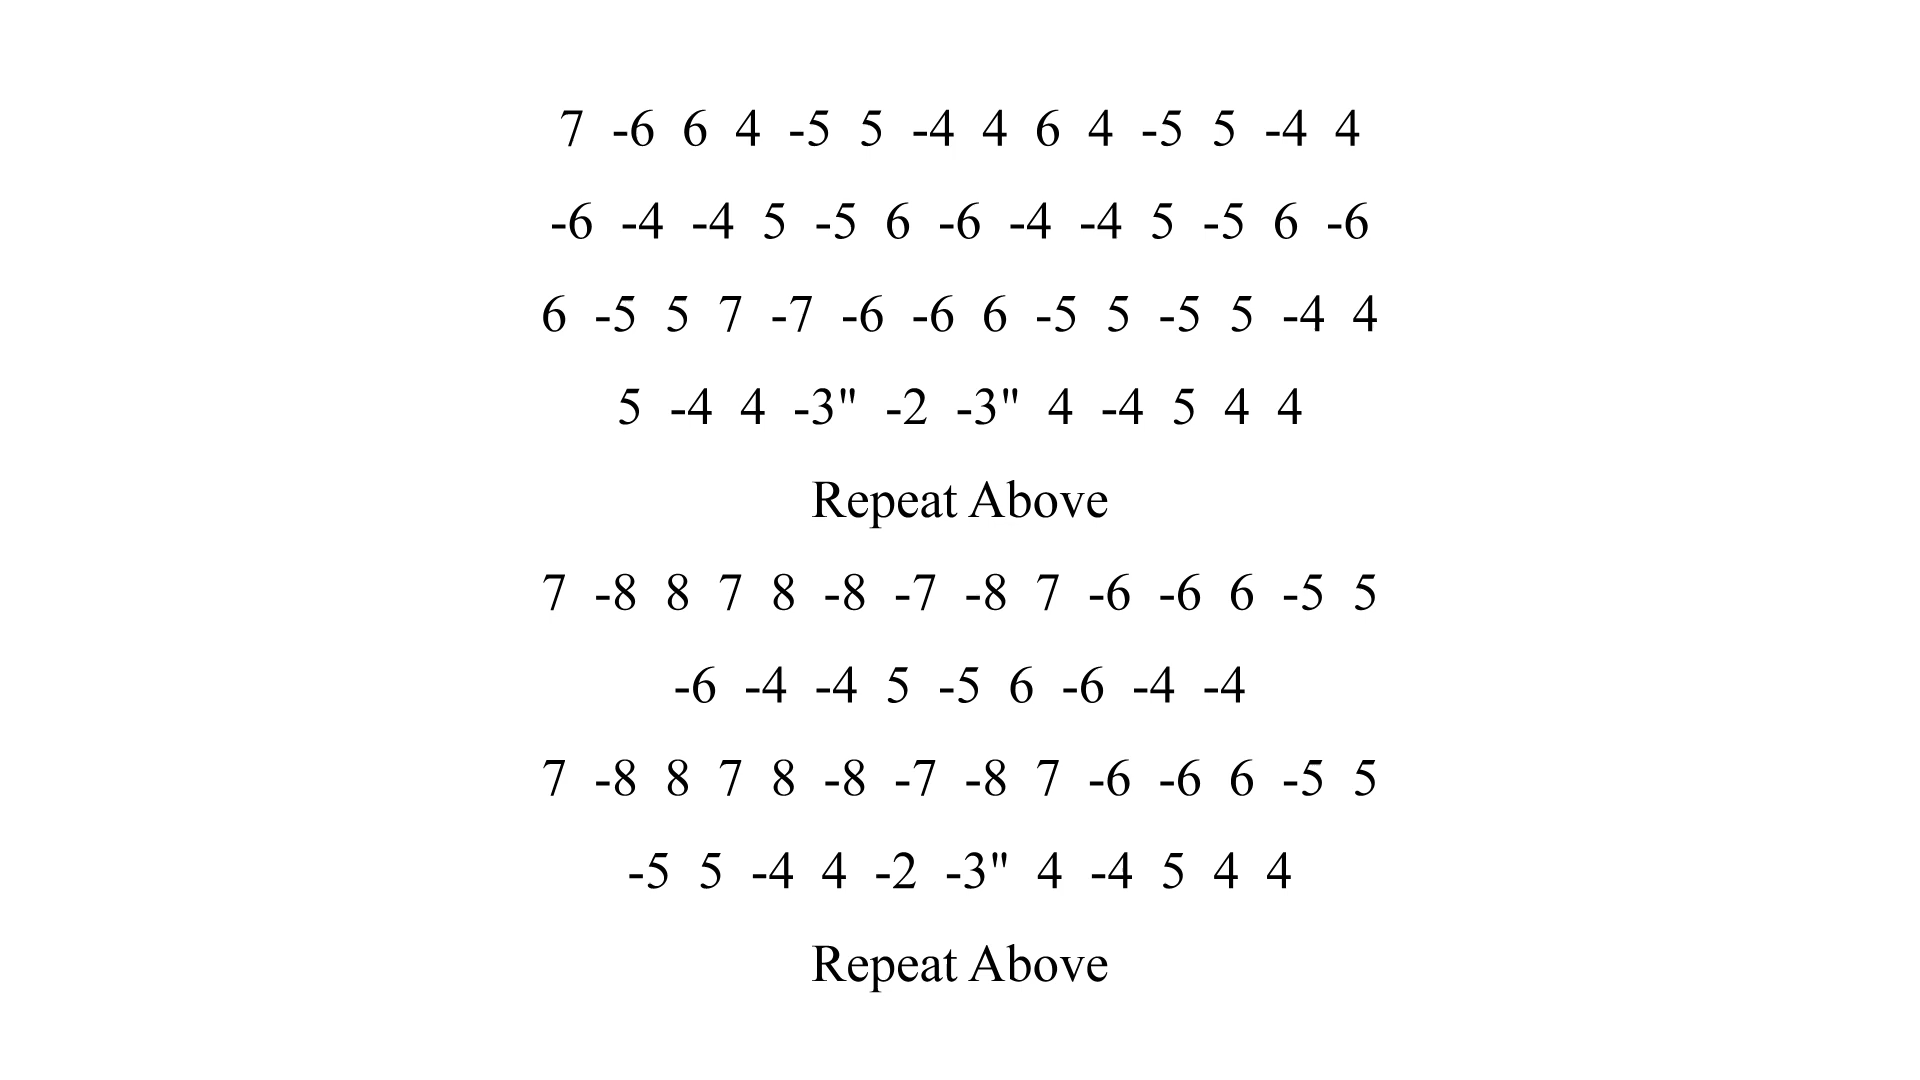 7 -6 6 4 -5 5 -4 4 6 4 -5 5 -4 4
-6 -4 -4 5 -5 6 -6 -4 -4 5 -5 6 -6
6 -5 5 7 -7 -6 -6 6 -5 5 -5 5 -4 4
5 -4 4 -3" -2 -3" 4 -4 5 4 4
Repeat Above
7 -8 8 7 8 -8 -7 -8 7 -6 -6 6 -5 5
-6 -4 -4 5 -5 6 -6 -4 -4
7 -8 8 7 8 -8 -7 -8 7 -6 -6 6 -5 5
-5 5 -4 4 -2 -3" 4 -4 5 4 4
Repeat Above